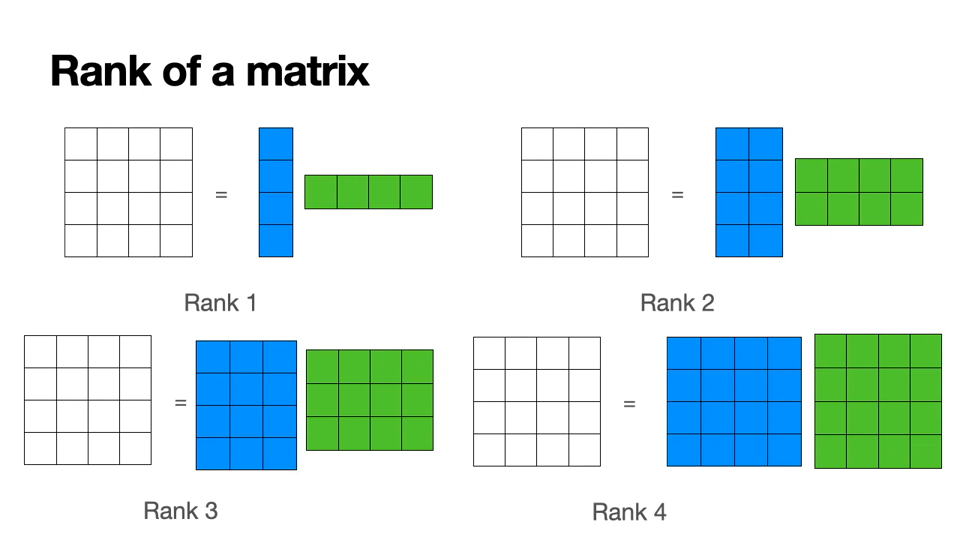 Rank of a matrix
=
=
Rank 1
Rank 2
=
=
Rank 3
Rank 4